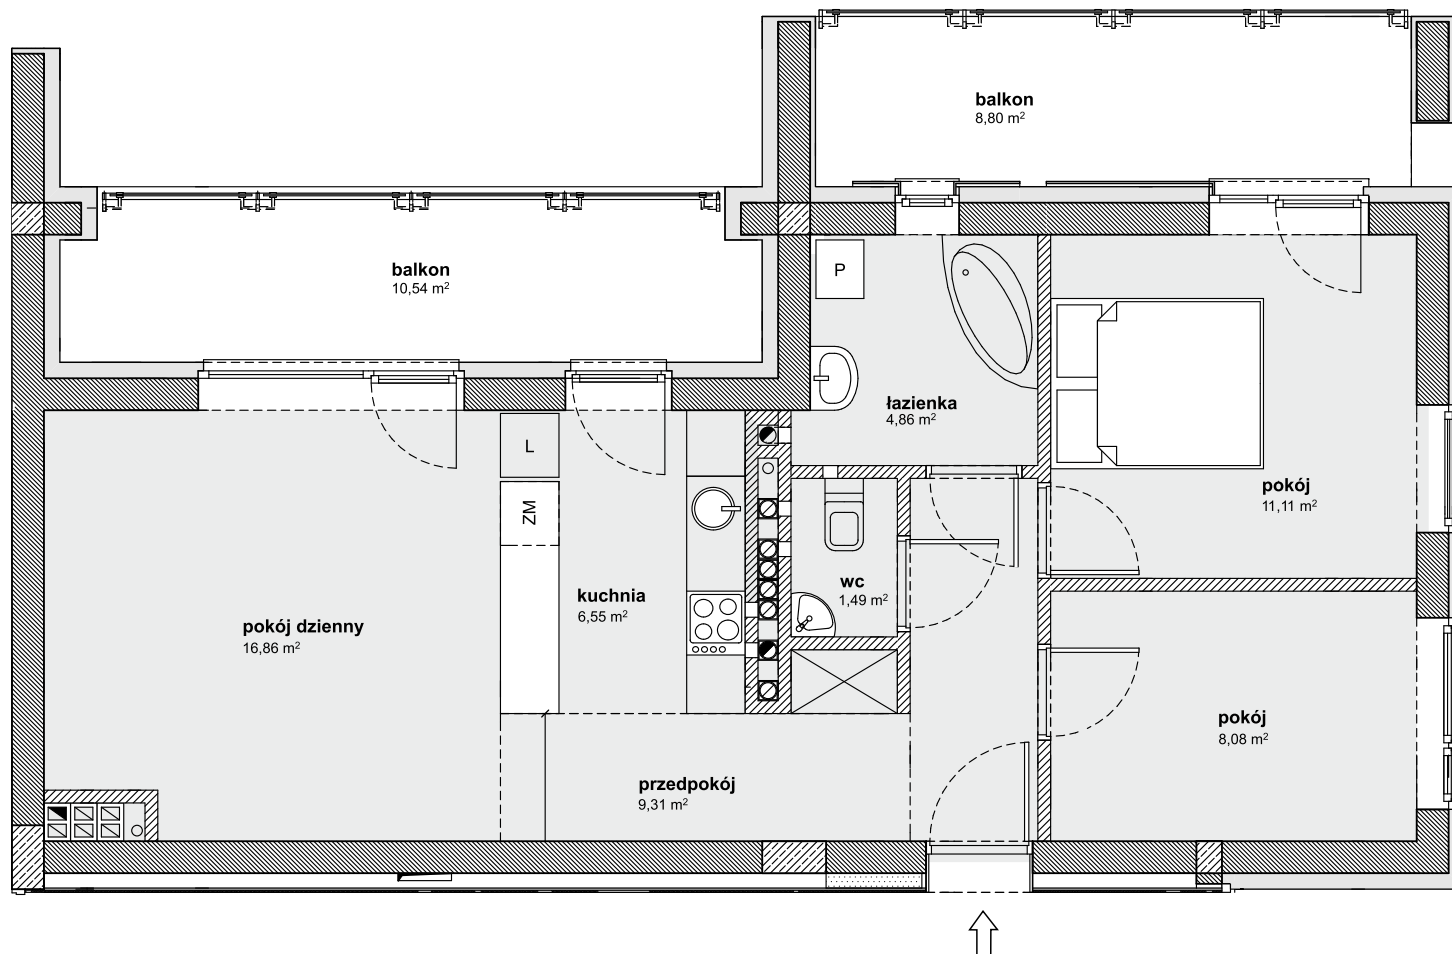 balkon
8,80 m²
balkon
10,54 m²
P
łazienka
4,86 m²
L
ZM
pokój
11,11 m²
wc
1,49 m²
kuchnia
6,55 m²
pokój dzienny
16,86 m²
pokój
8,08 m²
przedpokój
9,31 m²